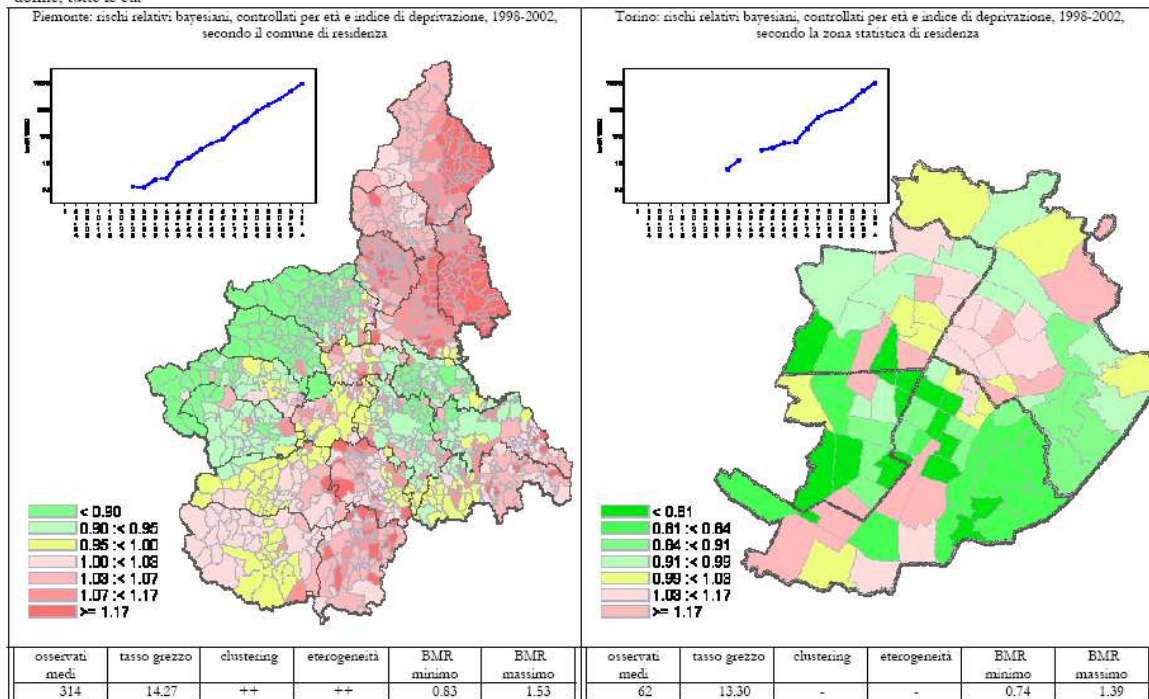 donne, tutte le età
Piemonte: rischi relativi bayesiani, controllati per età e indice di deprivazione, 1998-2002,
secondo il comune di residenza
< 0.90
0.90 :< 0.95
0.95 :< 1.00
1.00 :< 1.03
1.03 :< 1.07
1.07 :< 1.17
>= 1.17
osservati medi
tasso grezzo
clustering
eterogeneità
BMR minimo
BMR massimo
314
14.27
++
++
0.83
1.53
Torino: rischi relativi bayesiani, controllati per età e indice di deprivazione, 1998-2002,
secondo la zona statistica di residenza
< 0.81
0.81 :< 0.84
0.84 :< 0.91
0.91 :< 0.99
0.99 :< 1.03
1.03 :< 1.17
>= 1.17
osservati medi
tasso grezzo
clustering
eterogeneità
BMR minimo
BMR massimo
62
13.30
-
-
0.74
1.39